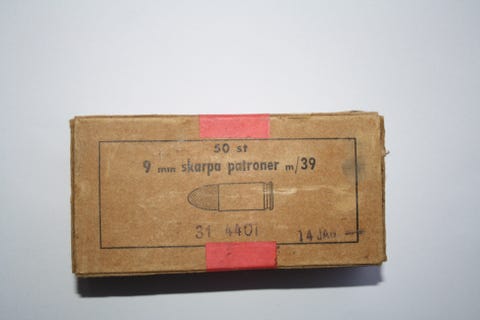 50 st
9 mm skarpa patroner m/39
31 4401 14 JAN